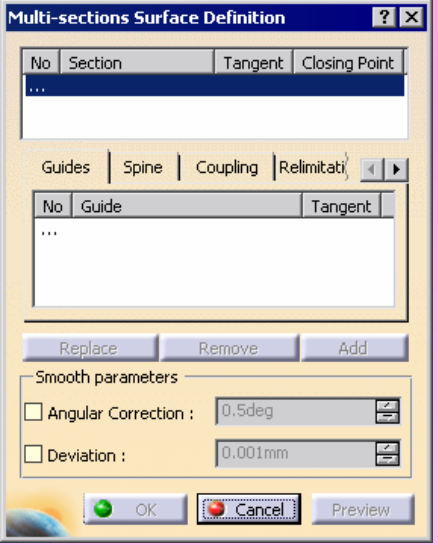 Multi-sections Surface Definition
No Section Tangent Closing Point
...
Guides Spine Coupling Relimitati
No Guide Tangent
...
Replace Remove Add
Smooth parameters
Angular Correction : 0.5deg
Deviation : 0.001mm
OK Cancel Preview